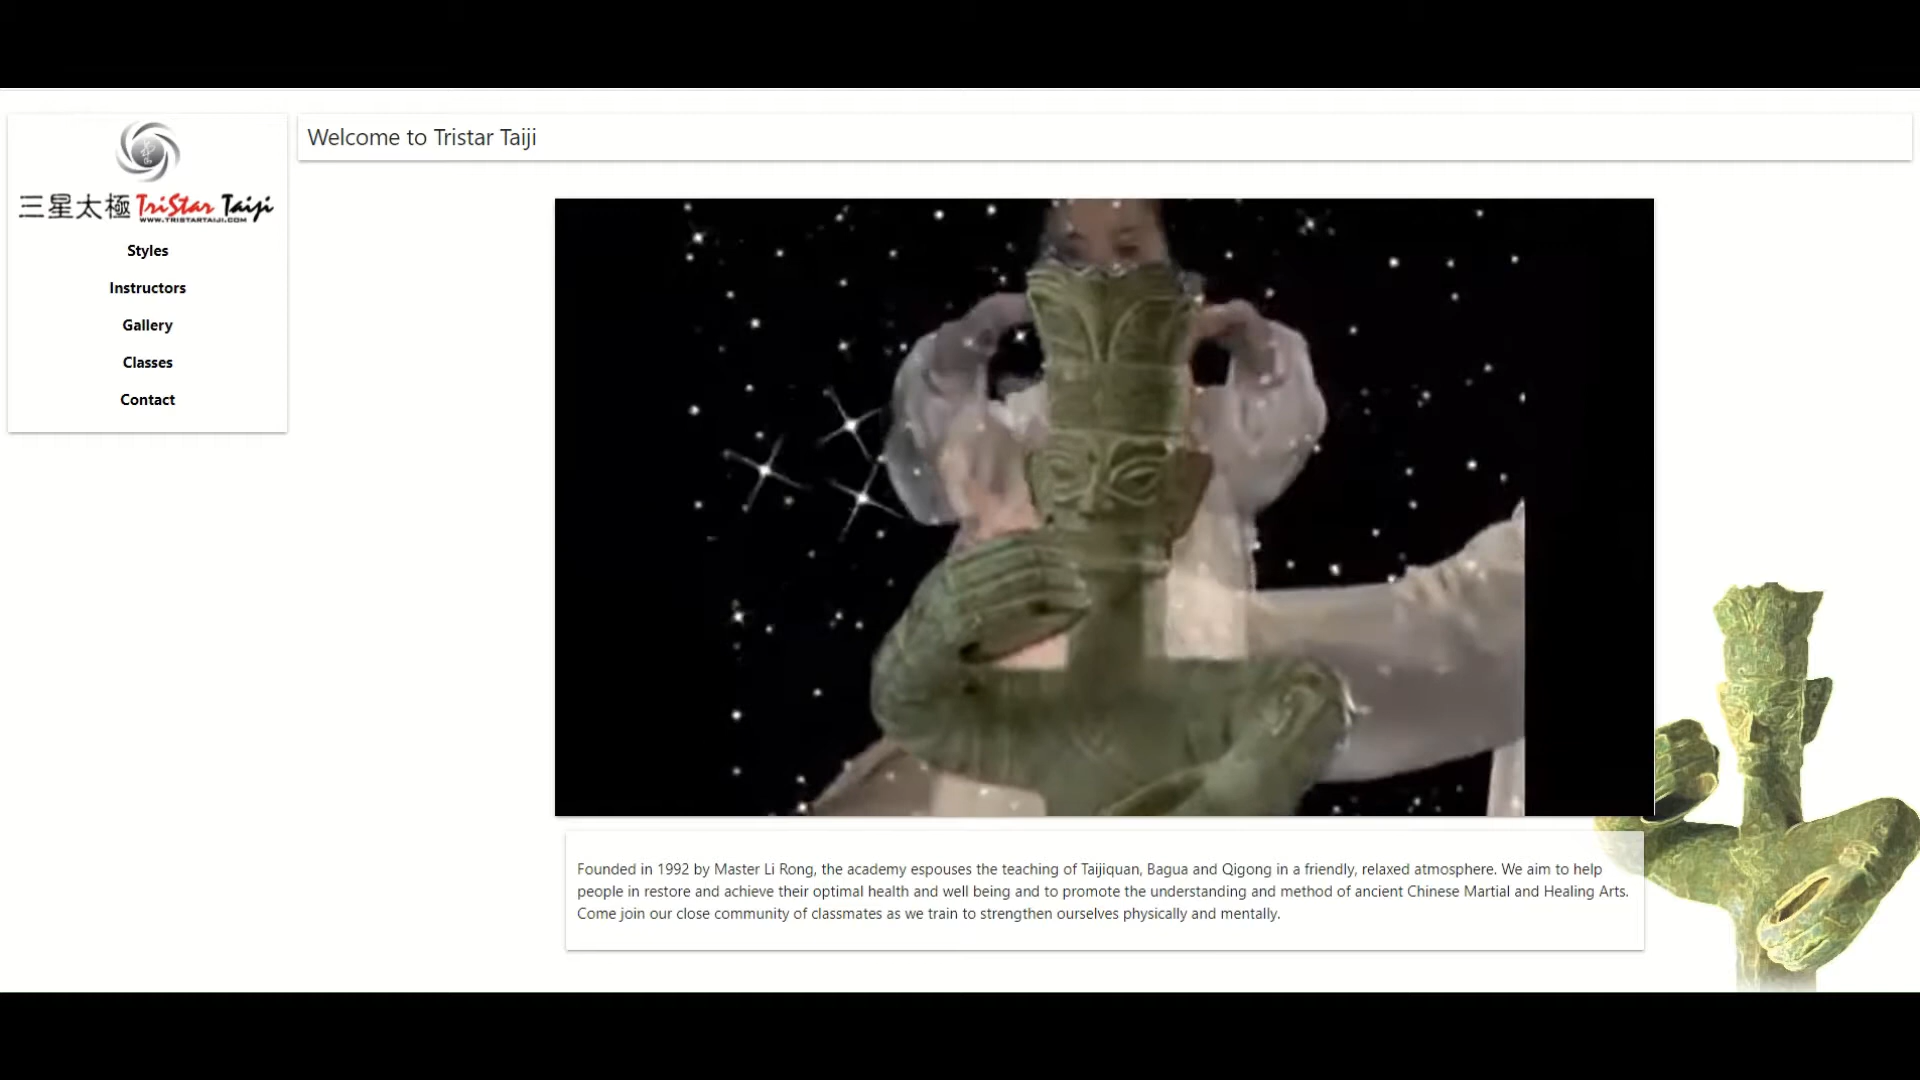 Welcome to Tristar Taiji
三星太極 TriStar Taiji
WWW.TRISTARTAIJI.COM
Styles
Instructors
Gallery
Classes
Contact
Founded in 1992 by Master Li Rong, the academy espouses the teaching of Taijiquan, Bagua and Qigong in a friendly, relaxed atmosphere. We aim to help
people in restore and achieve their optimal health and well being and to promote the understanding and method of ancient Chinese Martial and Healing Arts.
Come join our close community of classmates as we train to strengthen ourselves physically and mentally.